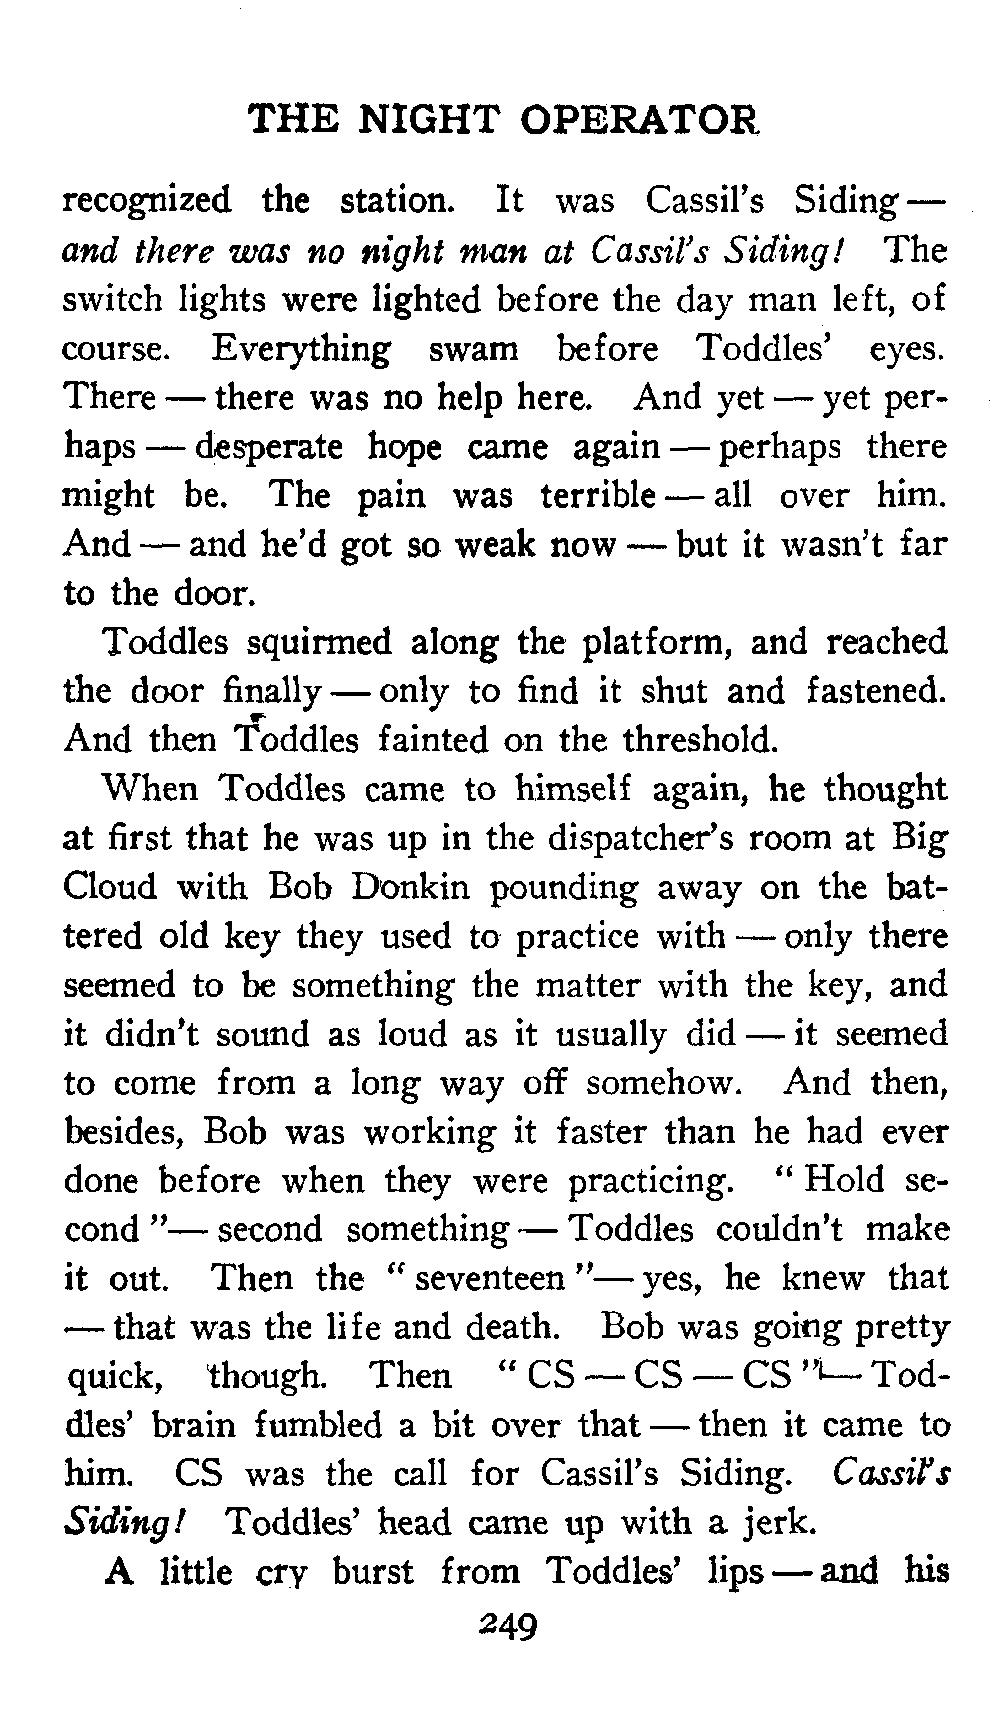 THE NIGHT OPERATOR
recognized the station. It was Cassil's Siding —
and there was no night man at Cassil's Siding! The
switch lights were lighted before the day man left, of
course. Everything swam before Toddles' eyes.
There — there was no help here. And yet — yet per-
haps — desperate hope came again — perhaps there
might be. The pain was terrible — all over him.
And — and he'd got so weak now — but it wasn't far
to the door.
Toddles squirmed along the platform, and reached
the door finally — only to find it shut and fastened.
And then Toddles fainted on the threshold.
When Toddles came to himself again, he thought
at first that he was up in the dispatcher's room at Big
Cloud with Bob Donkin pounding away on the bat-
tered old key they used to practice with — only there
seemed to be something the matter with the key, and
it didn't sound as loud as it usually did — it seemed
to come from a long way off somehow. And then,
besides, Bob was working it faster than he had ever
done before when they were practicing. "Hold se-
cond "— second something — Toddles couldn't make
it out. Then the "seventeen "— yes, he knew that
— that was the life and death. Bob was going pretty
quick, though. Then "CS — CS — CS "— Tod-
dles' brain fumbled a bit over that — then it came to
him. CS was the call for Cassil's Siding. Cassil's
Siding! Toddles' head came up with a jerk.
A little cry burst from Toddles' lips — and his
249